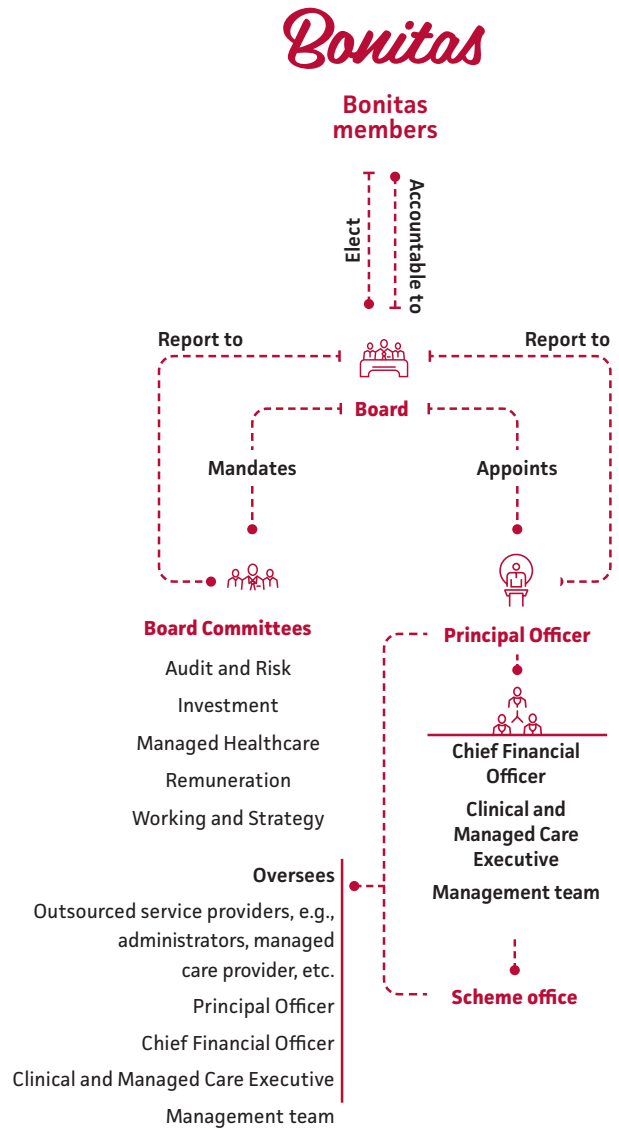 Bonitas
Bonitas
members
Elect
Accountable to
Report to
Report to
Board
Mandates
Appoints
Board Committees
Audit and Risk
Investment
Managed Healthcare
Remuneration
Working and Strategy
Principal Officer
Chief Financial
Officer
Clinical and
Managed Care
Executive
Management team
Scheme office
Oversees
Outsourced service providers, e.g.,
administrators, managed
care provider, etc.
Principal Officer
Chief Financial Officer
Clinical and Managed Care Executive
Management team